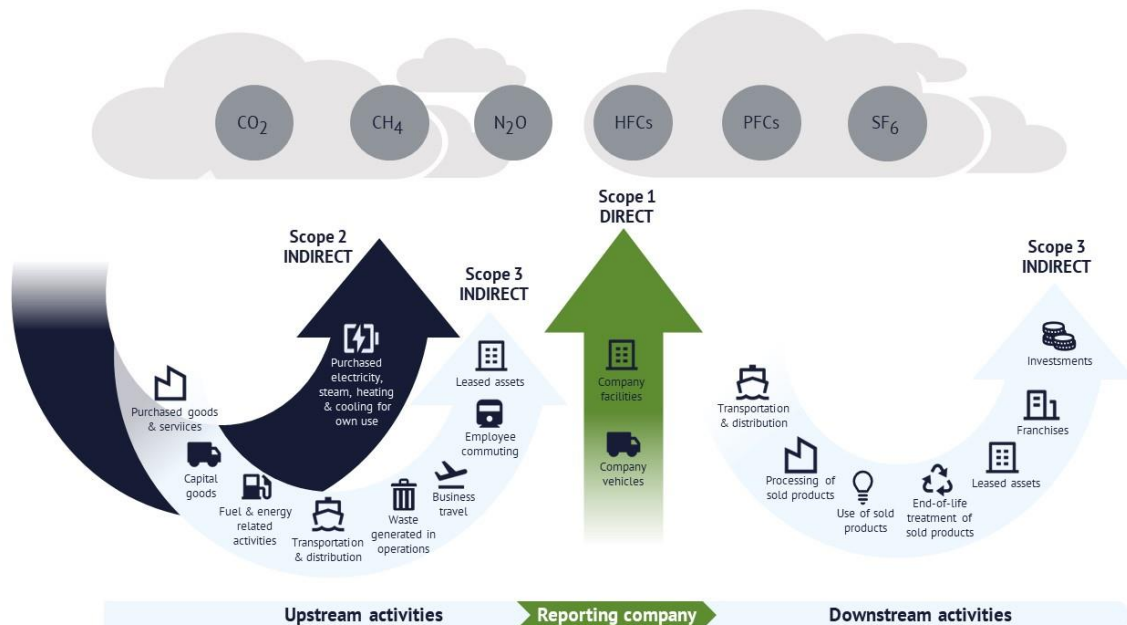 CO2
CH4
N2O
HFCs
PFCs
SF6
Scope 2
INDIRECT
Scope 3
INDIRECT
Scope 1
DIRECT
Scope 3
INDIRECT
Purchased
electricity,
steam, heating
& cooling for
own use
Purchased goods
& serviices
Capital
goods
Fuel & energy
related
activities
Transportation
& distribution
Waste
generated in
operations
Business
travel
Employee
commuting
Leased assets
Company
facilities
Company
vehicles
Transportation
& distribution
Processing of
sold products
Use of sold
products
End-of-life
treatment of
sold products
Leased assets
Franchises
Investsments
Upstream activities
Reporting company
Downstream activities